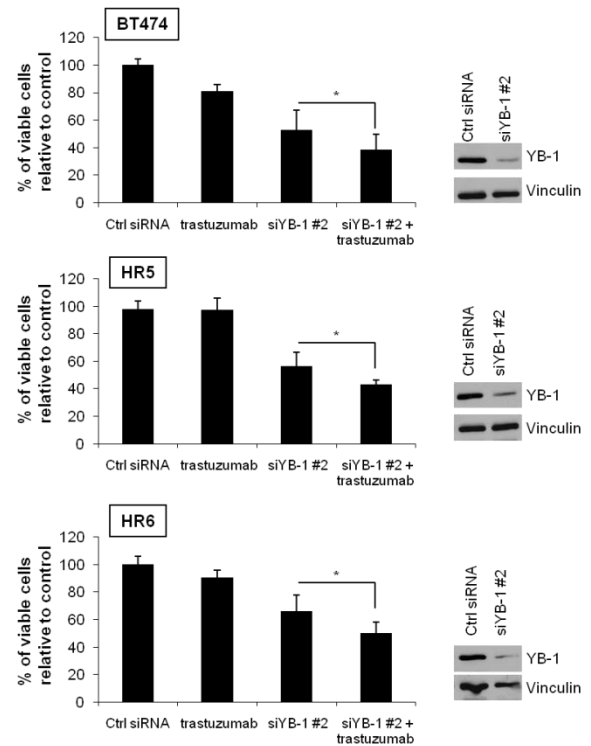 BT474
% of viable cells
relative to control
120
100
80
60
40
20
0
*
Ctrl siRNA
trastuzumab
siYB-1 #2
siYB-1 #2 +
trastuzumab
Ctrl siRNA
siYB-1 #2
YB-1
Vinculin
HR5
% of viable cells
relative to control
120
100
80
60
40
20
0
*
Ctrl siRNA
trastuzumab
siYB-1 #2
siYB-1 #2 +
trastuzumab
Ctrl siRNA
siYB-1 #2
YB-1
Vinculin
HR6
% of viable cells
relative to control
120
100
80
60
40
20
0
*
Ctrl siRNA
trastuzumab
siYB-1 #2
siYB-1 #2 +
trastuzumab
Ctrl siRNA
siYB-1 #2
YB-1
Vinculin